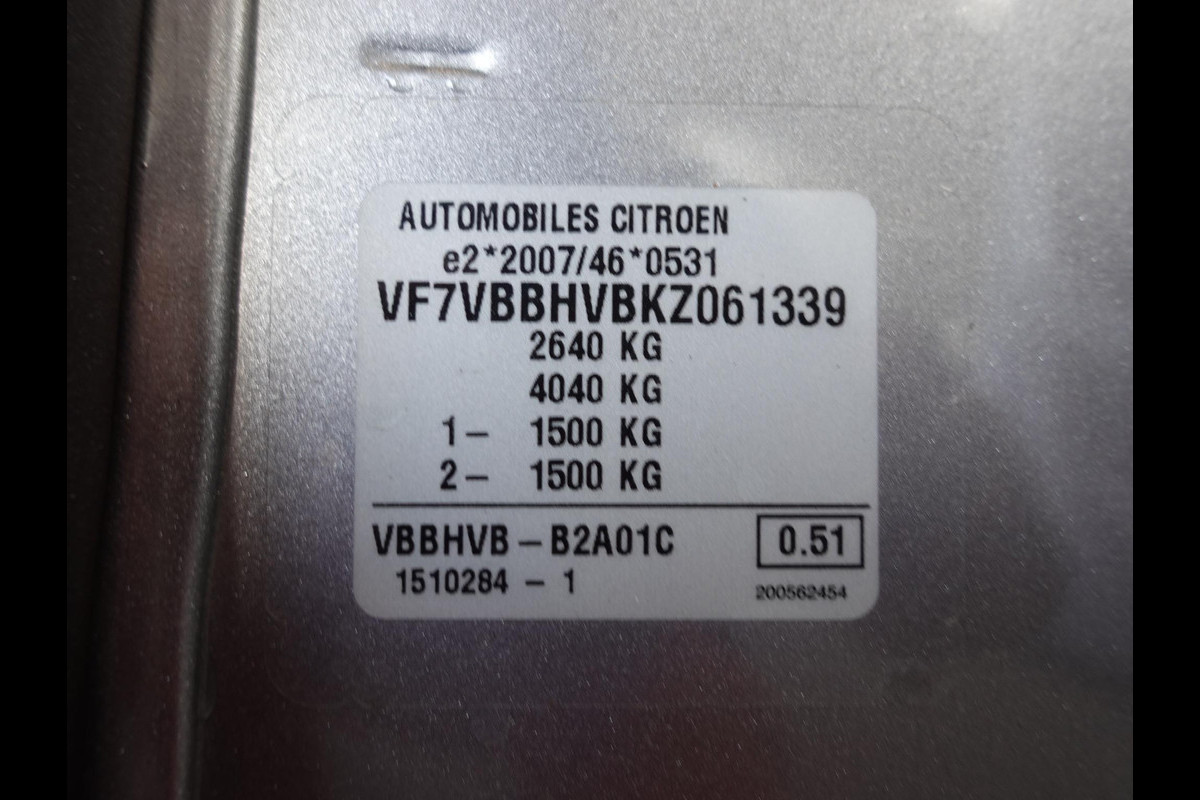 AUTOMOBILES CITROEN
e2*2007/46*0531
VF7VBBHVBKZ061339
2640 KG
4040 KG
1- 1500 KG
2- 1500 KG
VBBHVB - B2A01C 0.51
1510284 - 1 200562454